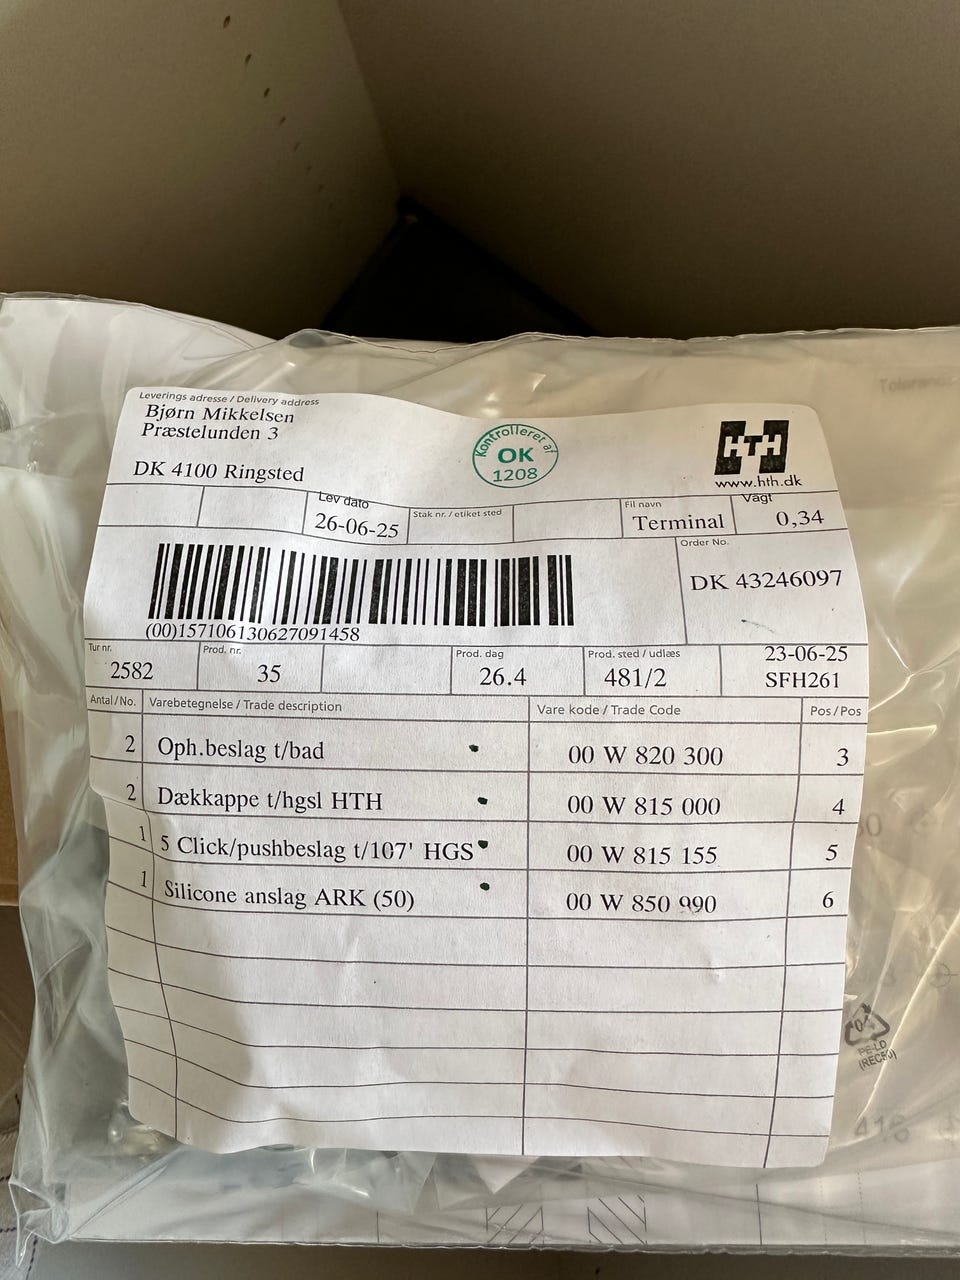 Leverings adresse / Delivery address
Bjørn Mikkelsen
Præstelunden 3
DK 4100 Ringsted
Kontrolleret af
OK
1208
HTH
www.hth.dk
Lev dato
26-06-25
Stak nr. / etiket sted
Fil navn
Terminal
Vægt
0,34
(00)157106130627091458
Order No.
DK 43246097
Tur nr.
2582
Prod. nr.
35
Prod. dag
26.4
Prod. sted / udlæs
481/2
23-06-25
SFH261
Antal/No. Varebetegnelse / Trade description Vare kode / Trade Code Pos/Pos
2 Oph.beslag t/bad 00 W 820 300 3
2 Dækkappe t/hgsl HTH 00 W 815 000 4
1 5 Click/pushbeslag t/107' HGS 00 W 815 155 5
1 Silicone anslag ARK (50) 00 W 850 990 6
04
PE-LD
416